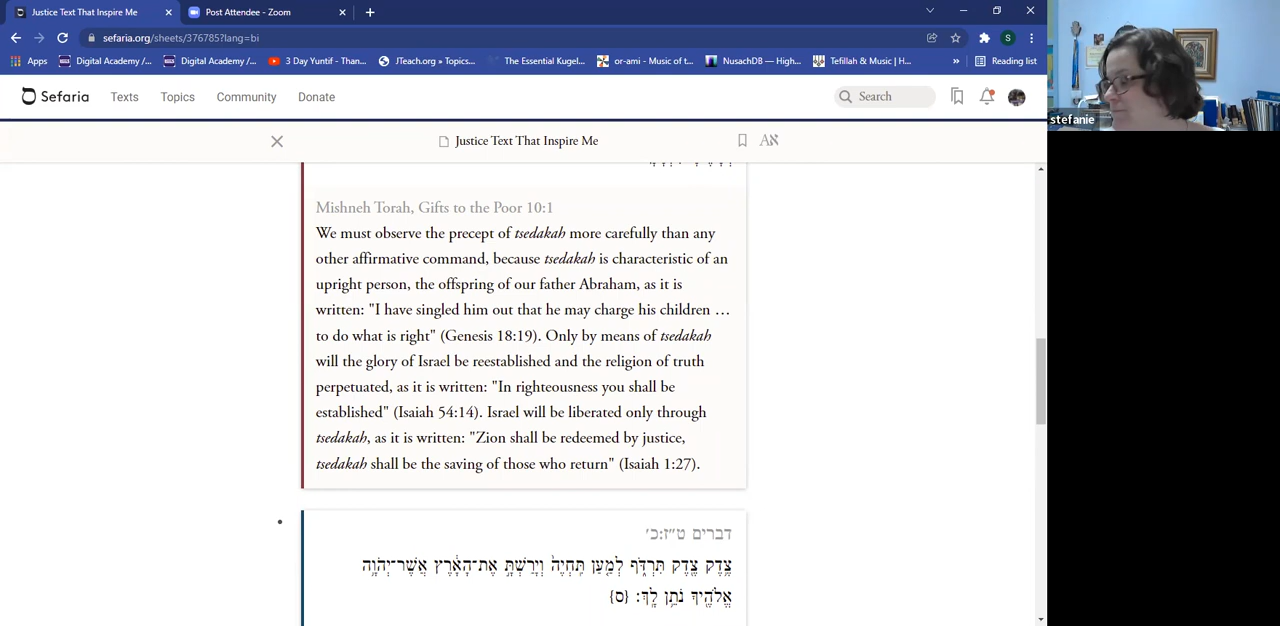 Justice Text That Inspire Me
Post Attendee - Zoom
sefaria.org/sheets/376785?lang=bi
S
Apps
Digital Academy /...
Digital Academy /...
3 Day Yuntif - Than...
JTeach.org » Topics...
The Essential Kugel...
or-ami - Music of t...
NusachDB — High...
Tefillah & Music | H...
»
Reading list
Sefaria
Texts
Topics
Community
Donate
Search
stefanie
Justice Text That Inspire Me
Aא
Mishneh Torah, Gifts to the Poor 10:1
We must observe the precept of tsedakah more carefully than any
other affirmative command, because tsedakah is characteristic of an
upright person, the offspring of our father Abraham, as it is
written: "I have singled him out that he may charge his children …
to do what is right" (Genesis 18:19). Only by means of tsedakah
will the glory of Israel be reestablished and the religion of truth
perpetuated, as it is written: "In righteousness you shall be
established" (Isaiah 54:14). Israel will be liberated only through
tsedakah, as it is written: "Zion shall be redeemed by justice,
tsedakah shall be the saving of those who return" (Isaiah 1:27).
דברים ט״ז:כ׳
צֶ֥דֶק צֶ֖דֶק תִּרְדֹּ֑ף לְמַ֤עַן תִּֽחְיֶה֙ וְיָרַשְׁתָּ֣ אֶת־הָאָ֔רֶץ אֲשֶׁר־יְהֹוָ֥ה
אֱלֹהֶ֖יךָ נֹתֵ֥ן לָֽךְ׃ {ס}